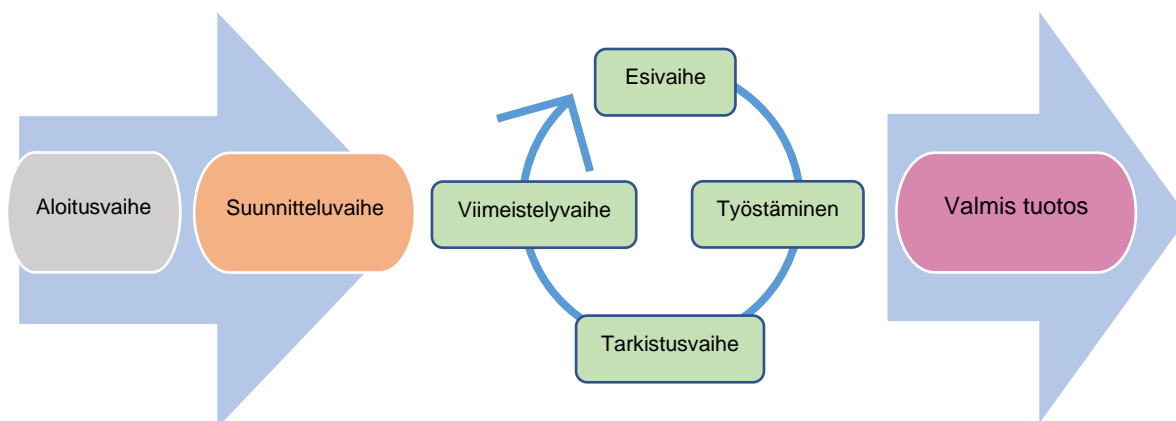 Aloitusvaihe
Suunnitteluvaihe
Esivaihe
Työstäminen
Tarkistusvaihe
Viimeistelyvaihe
Valmis tuotos